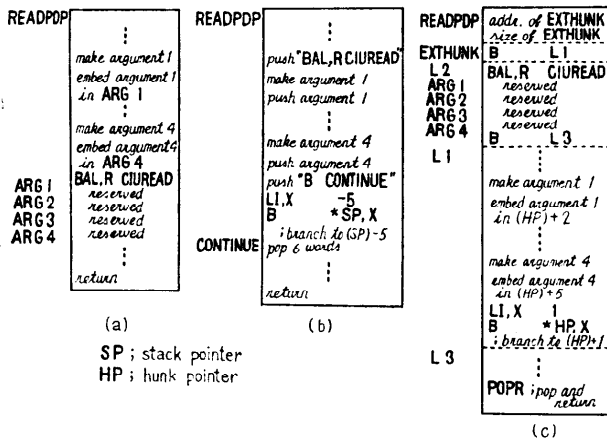 READPDP
⋮
make argument 1
embed argument 1
in ARG 1
⋮
make argument 4
embed argument 4
in ARG 4
BAL,R CIUREAD
ARG 1 reserved
ARG 2 reserved
ARG 3 reserved
ARG 4 reserved
⋮
return
(a)
READPDP
⋮
push "BAL,R CIUREAD"
make argument 1
push argument 1
⋮
make argument 4
push argument 4
push "B CONTINUE"
LI,X -5
B *SP, X
; branch to (SP)-5
CONTINUE pop 6 words
⋮
return
(b)
SP ; stack pointer
HP ; hunk pointer
READPDP addr. of EXTHUNK
size of EXTHUNK
EXTHUNK B L1
L2 BAL,R CIUREAD
ARG 1 reserved
ARG 2 reserved
ARG 3 reserved
ARG 4 reserved
B L3
L1
⋮
make argument 1
embed argument 1
in (HP)+2
⋮
make argument 4
embed argument 4
in (HP)+5
LI,X 1
B *HP, X
; branch to (HP)+1
L3
⋮
POPR ; pop and
return
(c)